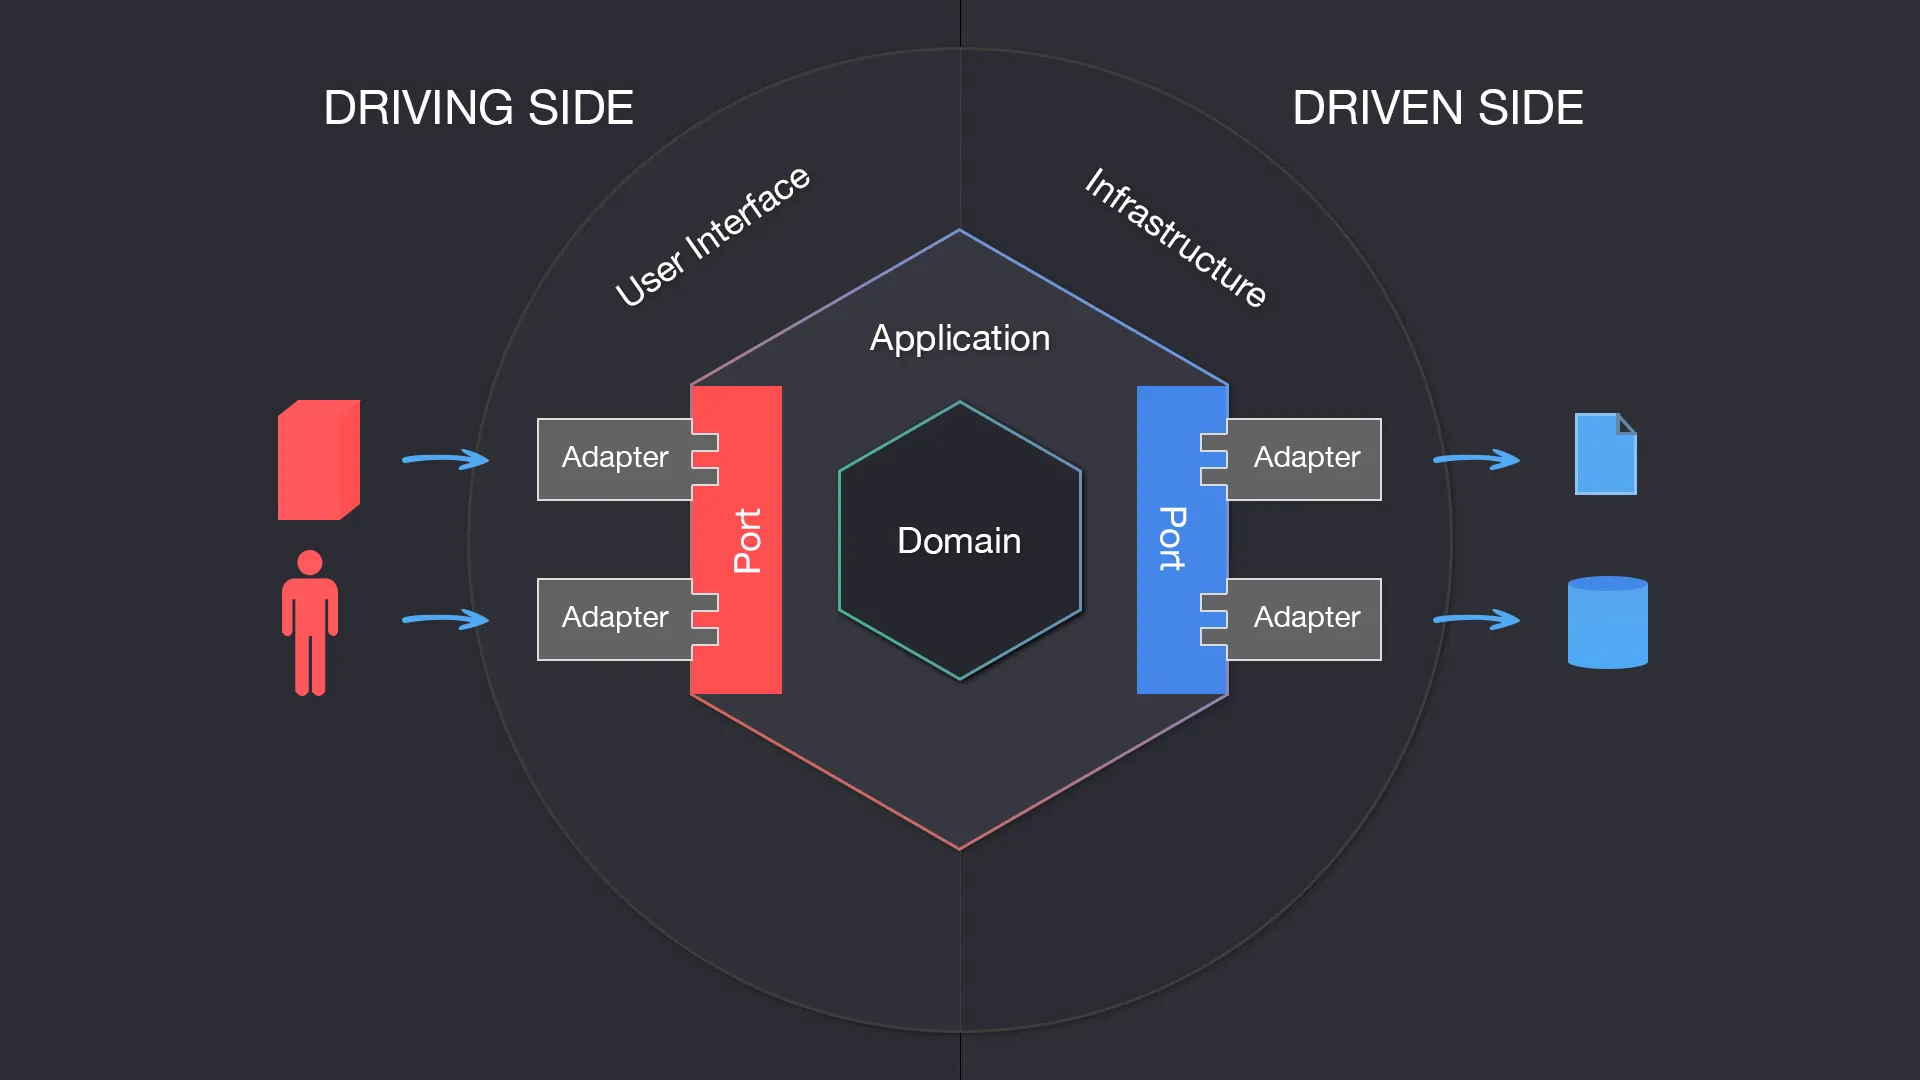 DRIVING SIDE
DRIVEN SIDE
User Interface
Infrastructure
Application
Adapter
Adapter
Port
Domain
Port
Adapter
Adapter